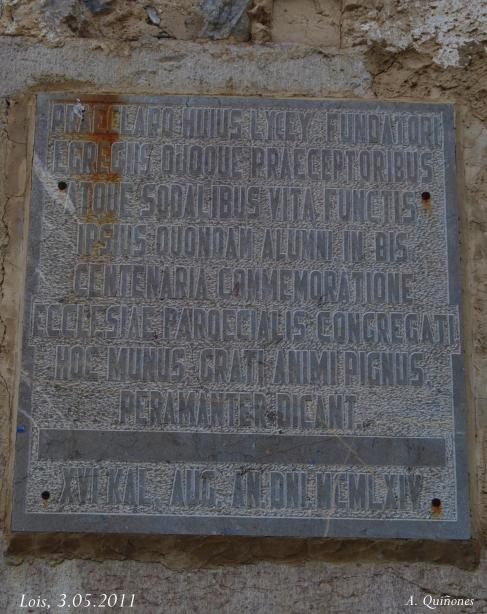 PRAECLARO HUIUS LYCEY FUNDATORI
EGREGIIS QUOQUE PRAECEPTORIBUS
ATQUE SODALIBUS VITA FUNCTIS
IPSIUS QUONDAM ALUMNI IN BIS
CENTENARIA COMMEMORATIONE
ECCLESIAE PAROECIALIS CONGREGATI
HOC MUNUS, GRATI ANIMI PIGNUS,
PERAMANTER DICANT.
XVI KAL. AUG. AN. DNI MCMLXIV
Lois, 3.05.2011
A. Quiñones